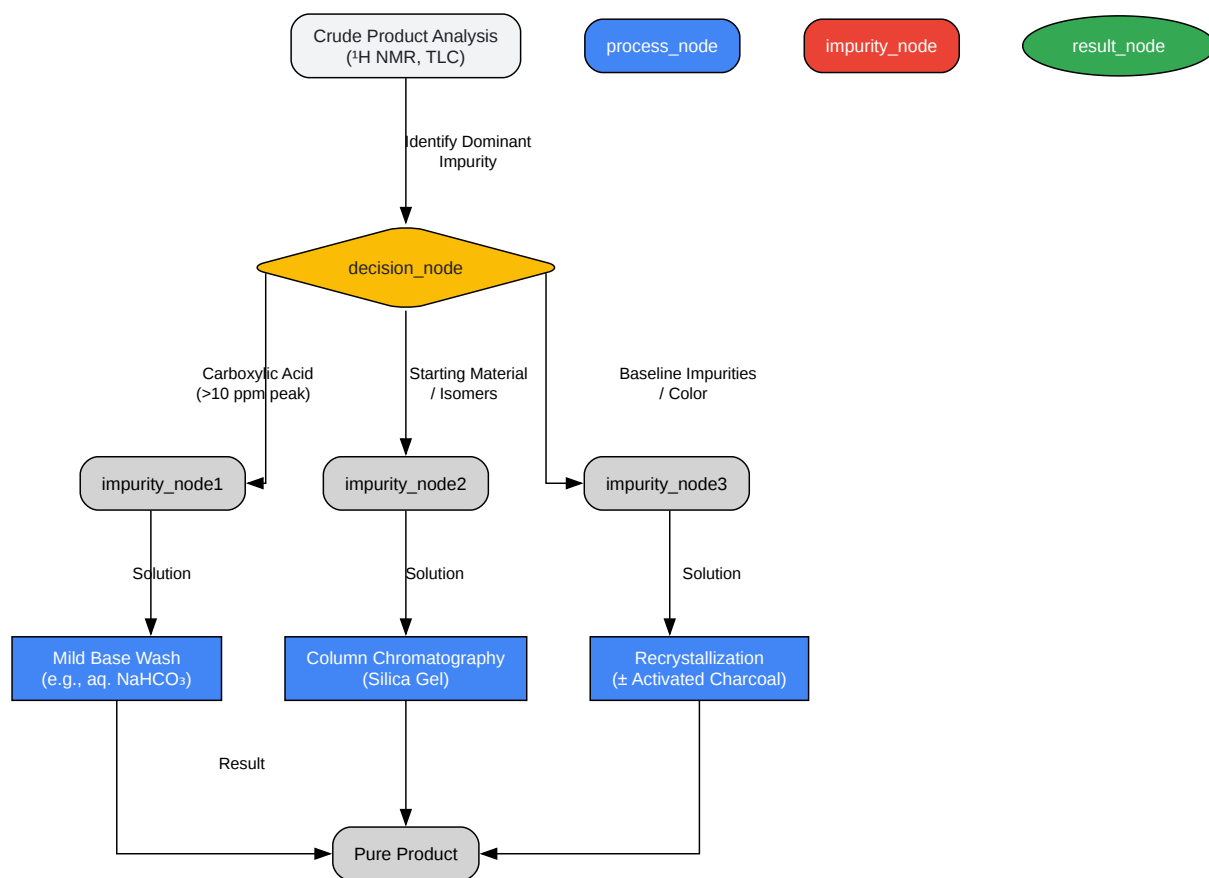 Crude Product Analysis
(¹H NMR, TLC)
process_node
impurity_node
result_node
Identify Dominant
Impurity
decision_node
Carboxylic Acid
(>10 ppm peak)
Starting Material
/ Isomers
Baseline Impurities
/ Color
impurity_node1
impurity_node2
impurity_node3
Solution
Solution
Solution
Mild Base Wash
(e.g., aq. NaHCO₃)
Column Chromatography
(Silica Gel)
Recrystallization
(± Activated Charcoal)
Result
Pure Product